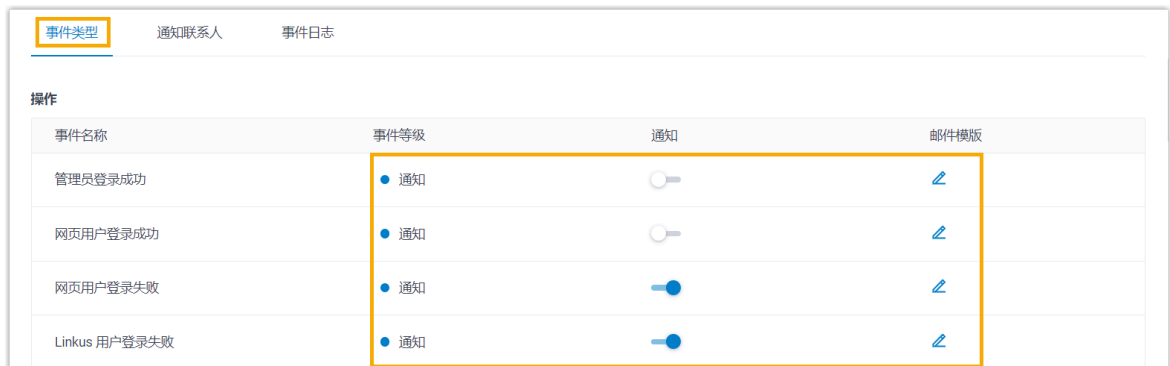 事件类型 通知联系人 事件日志
操作
事件名称 事件等级 通知 邮件模版
管理员登录成功 通知
网页用户登录成功 通知
网页用户登录失败 通知
Linkus 用户登录失败 通知